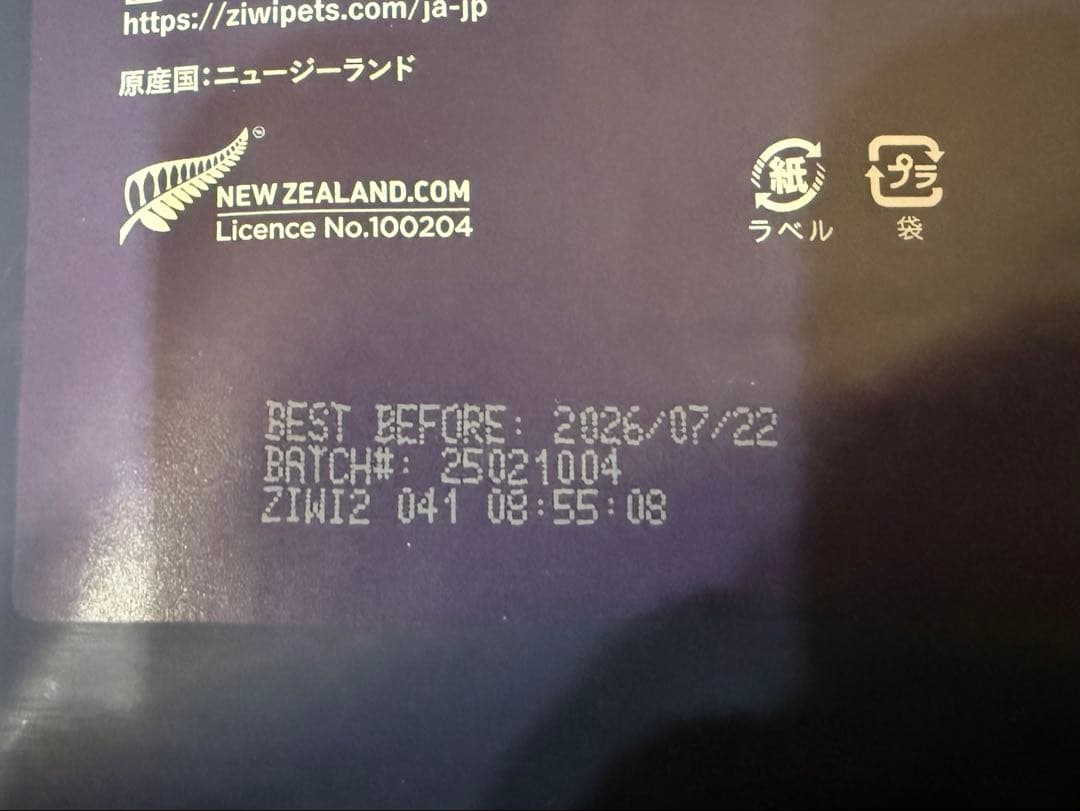 https://ziwipets.com/ja-jp
原産国:ニュージーランド
NEW ZEALAND.COM
Licence No.100204
紙
ラベル
プラ
袋
BEST BEFORE: 2026/07/22
BATCH#: 25021004
ZIWI2 041 08:55:08